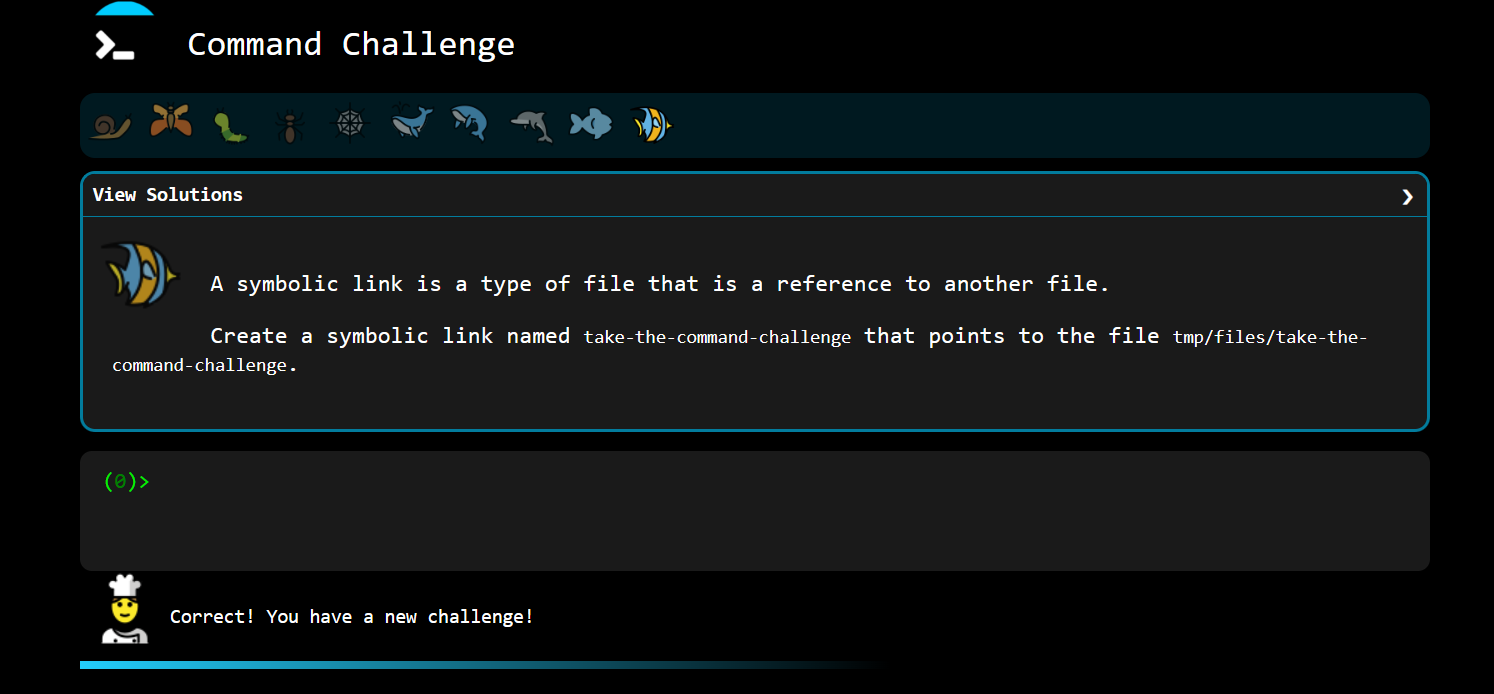 Command Challenge
View Solutions
A symbolic link is a type of file that is a reference to another file.
Create a symbolic link named take-the-command-challenge that points to the file tmp/files/take-the-
command-challenge.
(0)>
Correct! You have a new challenge!